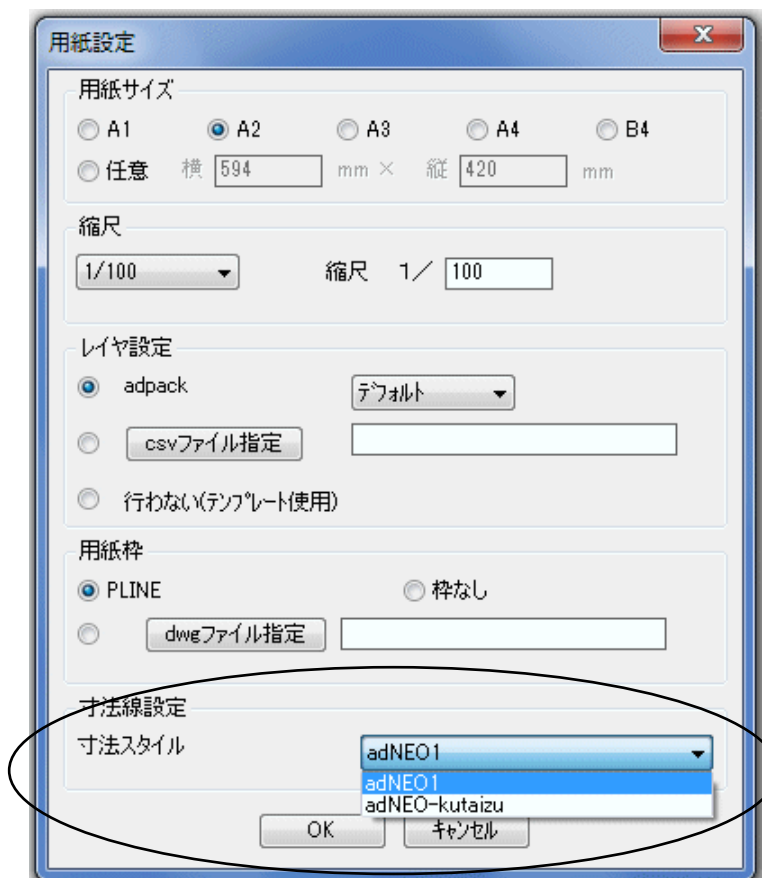 用紙設定
用紙サイズ
A1 A2 A3 A4 B4
任意 横 594 mm × 縦 420 mm
縮尺
1/100 縮尺 1／ 100
レイヤ設定
adpack ﾃﾞﾌｫﾙﾄ
csvファイル指定
行わない(ﾃﾝﾌﾟﾚｰﾄ使用)
用紙枠
PLINE 枠なし
dwgファイル指定
寸法線設定
寸法スタイル adNEO1
adNEO1
adNEO-kutaizu
OK ｷｬﾝｾﾙ